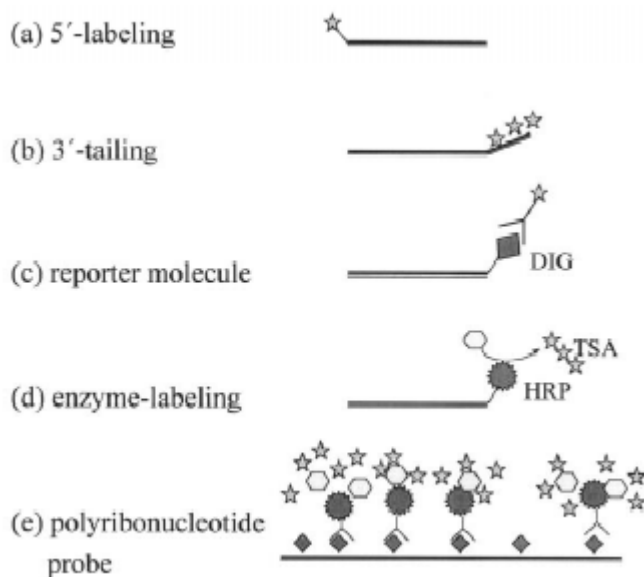 (a) 5´-labeling
(b) 3´-tailing
DIG
(c) reporter molecule
TSA
HRP
(d) enzyme-labeling
(e) polyribonucleotide
probe